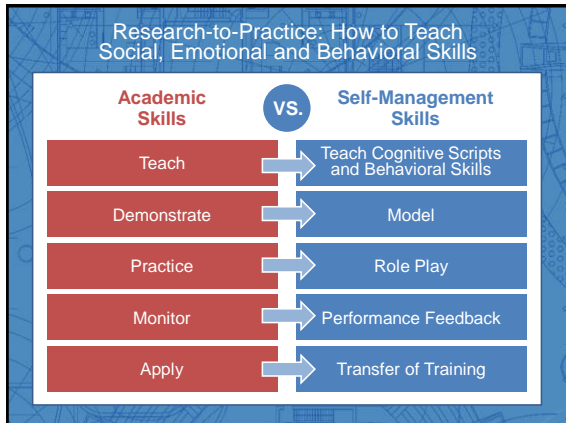 Research-to-Practice: How to Teach
Social, Emotional and Behavioral Skills
Academic
Skills
VS.
Self-Management
Skills
Teach
Teach Cognitive Scripts
and Behavioral Skills
Demonstrate
Model
Practice
Role Play
Monitor
Performance Feedback
Apply
Transfer of Training